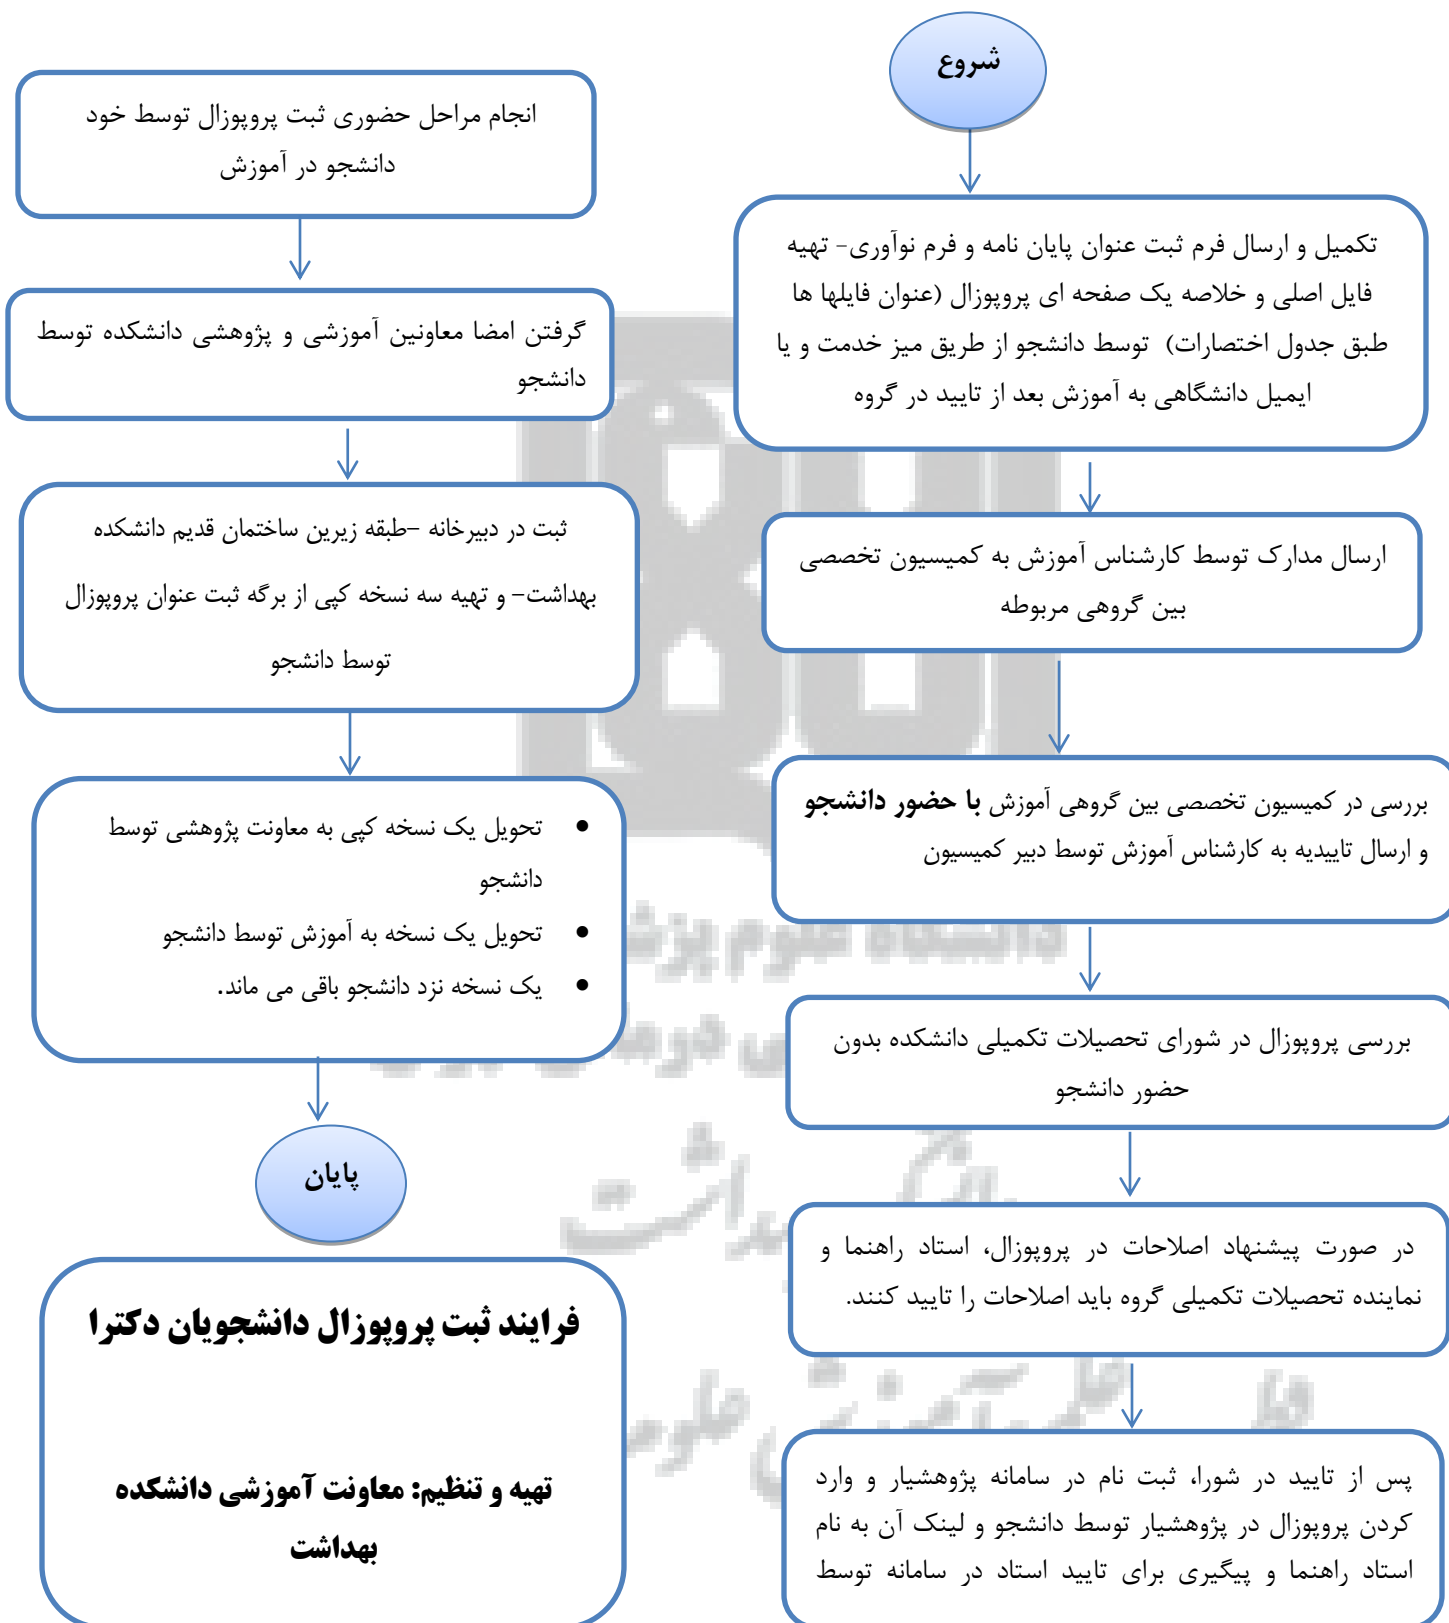 شروع
تکمیل و ارسال فرم ثبت عنوان پایان نامه و فرم نوآوری- تهیه
فایل اصلی و خلاصه یک صفحه ای پروپوزال (عنوان فایلها ها
طبق جدول اختصارات) توسط دانشجو از طریق میز خدمت و یا
ایمیل دانشگاهی به آموزش بعد از تایید در گروه
ارسال مدارک توسط کارشناس آموزش به کمیسیون تخصصی
بین گروهی مربوطه
بررسی در کمیسیون تخصصی بین گروهی آموزش با حضور دانشجو
و ارسال تاییدیه به کارشناس آموزش توسط دبیر کمیسیون
بررسی پروپوزال در شورای تحصیلات تکمیلی دانشکده بدون
حضور دانشجو
در صورت پیشنهاد اصلاحات در پروپوزال، استاد راهنما و
نماینده تحصیلات تکمیلی گروه باید اصلاحات را تایید کنند.
پس از تایید در شورا، ثبت نام در سامانه پژوهشیار و وارد
کردن پروپوزال در پژوهشیار توسط دانشجو و لینک آن به نام
استاد راهنما و پیگیری برای تایید استاد در سامانه توسط
انجام مراحل حضوری ثبت پروپوزال توسط خود
دانشجو در آموزش
گرفتن امضا معاونین آموزشی و پژوهشی دانشکده توسط
دانشجو
ثبت در دبیرخانه -طبقه زیرین ساختمان قدیم دانشکده
بهداشت- و تهیه سه نسخه کپی از برگه ثبت عنوان پروپوزال
توسط دانشجو
• تحویل یک نسخه کپی به معاونت پژوهشی توسط
دانشجو
• تحویل یک نسخه به آموزش توسط دانشجو
• یک نسخه نزد دانشجو باقی می ماند.
پایان
فرایند ثبت پروپوزال دانشجویان دکترا
تهیه و تنظیم: معاونت آموزشی دانشکده
بهداشت